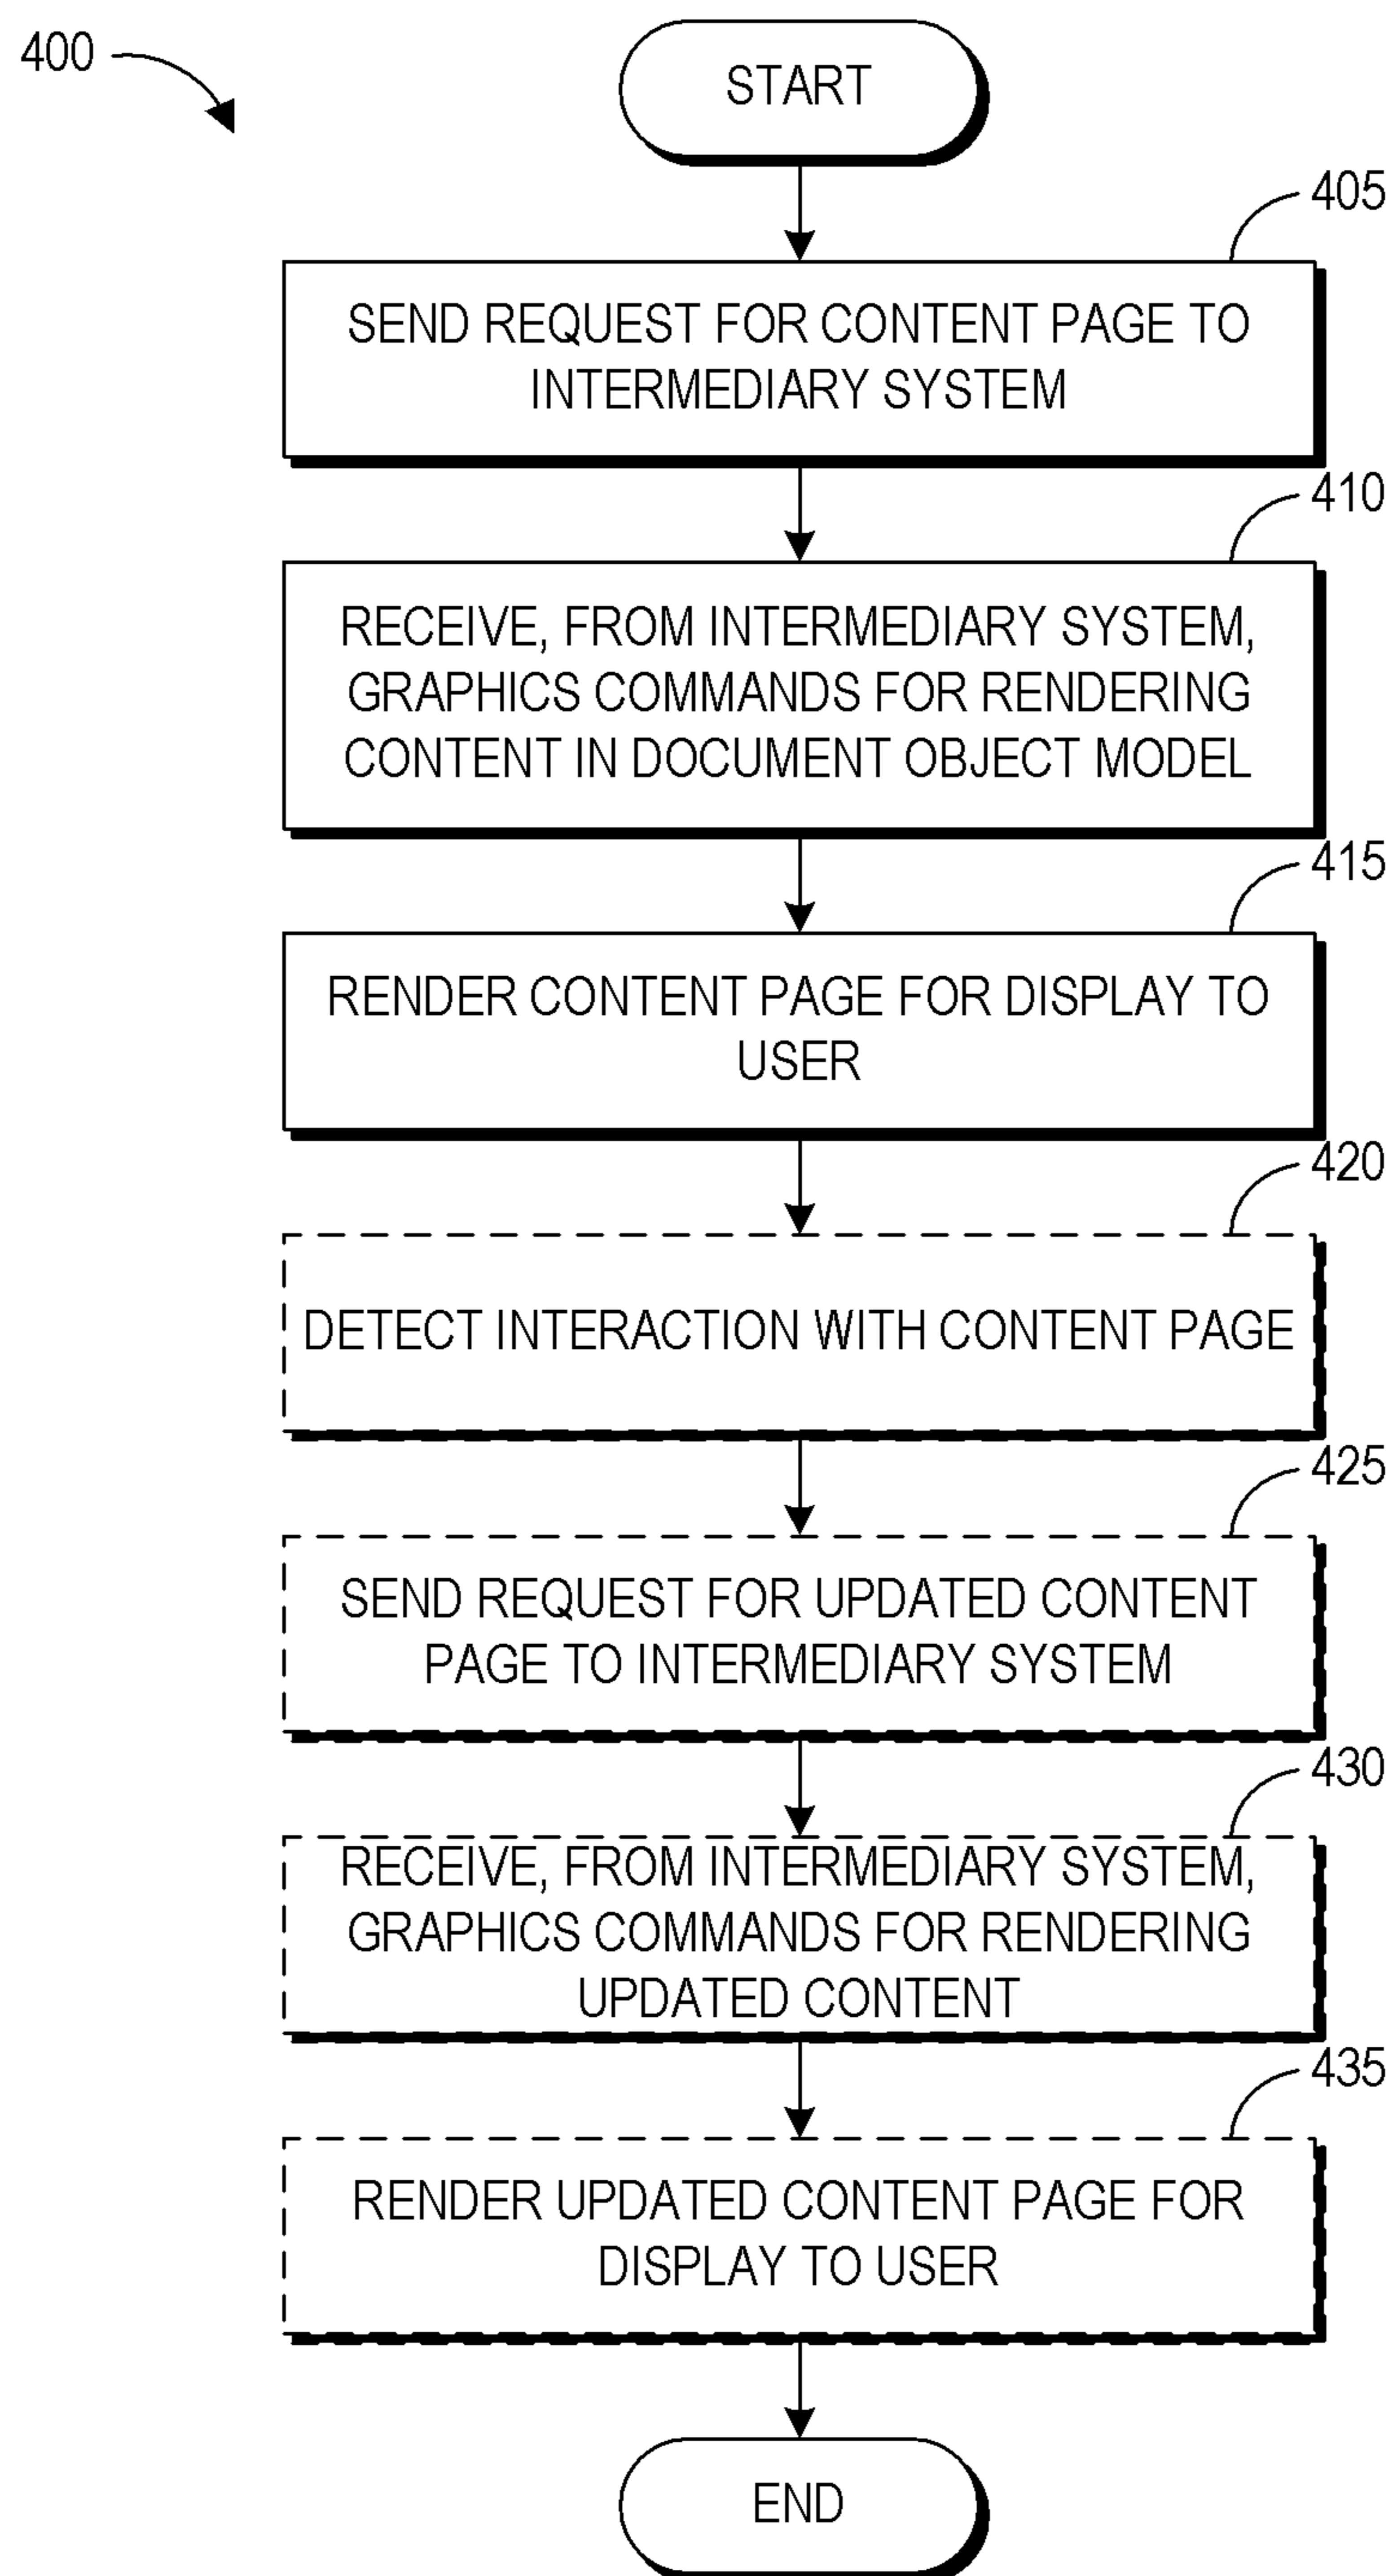 400
START
405
SEND REQUEST FOR CONTENT PAGE TO
INTERMEDIARY SYSTEM
410
RECEIVE, FROM INTERMEDIARY SYSTEM,
GRAPHICS COMMANDS FOR RENDERING
CONTENT IN DOCUMENT OBJECT MODEL
415
RENDER CONTENT PAGE FOR DISPLAY TO
USER
420
DETECT INTERACTION WITH CONTENT PAGE
425
SEND REQUEST FOR UPDATED CONTENT
PAGE TO INTERMEDIARY SYSTEM
430
RECEIVE, FROM INTERMEDIARY SYSTEM,
GRAPHICS COMMANDS FOR RENDERING
UPDATED CONTENT
435
RENDER UPDATED CONTENT PAGE FOR
DISPLAY TO USER
END